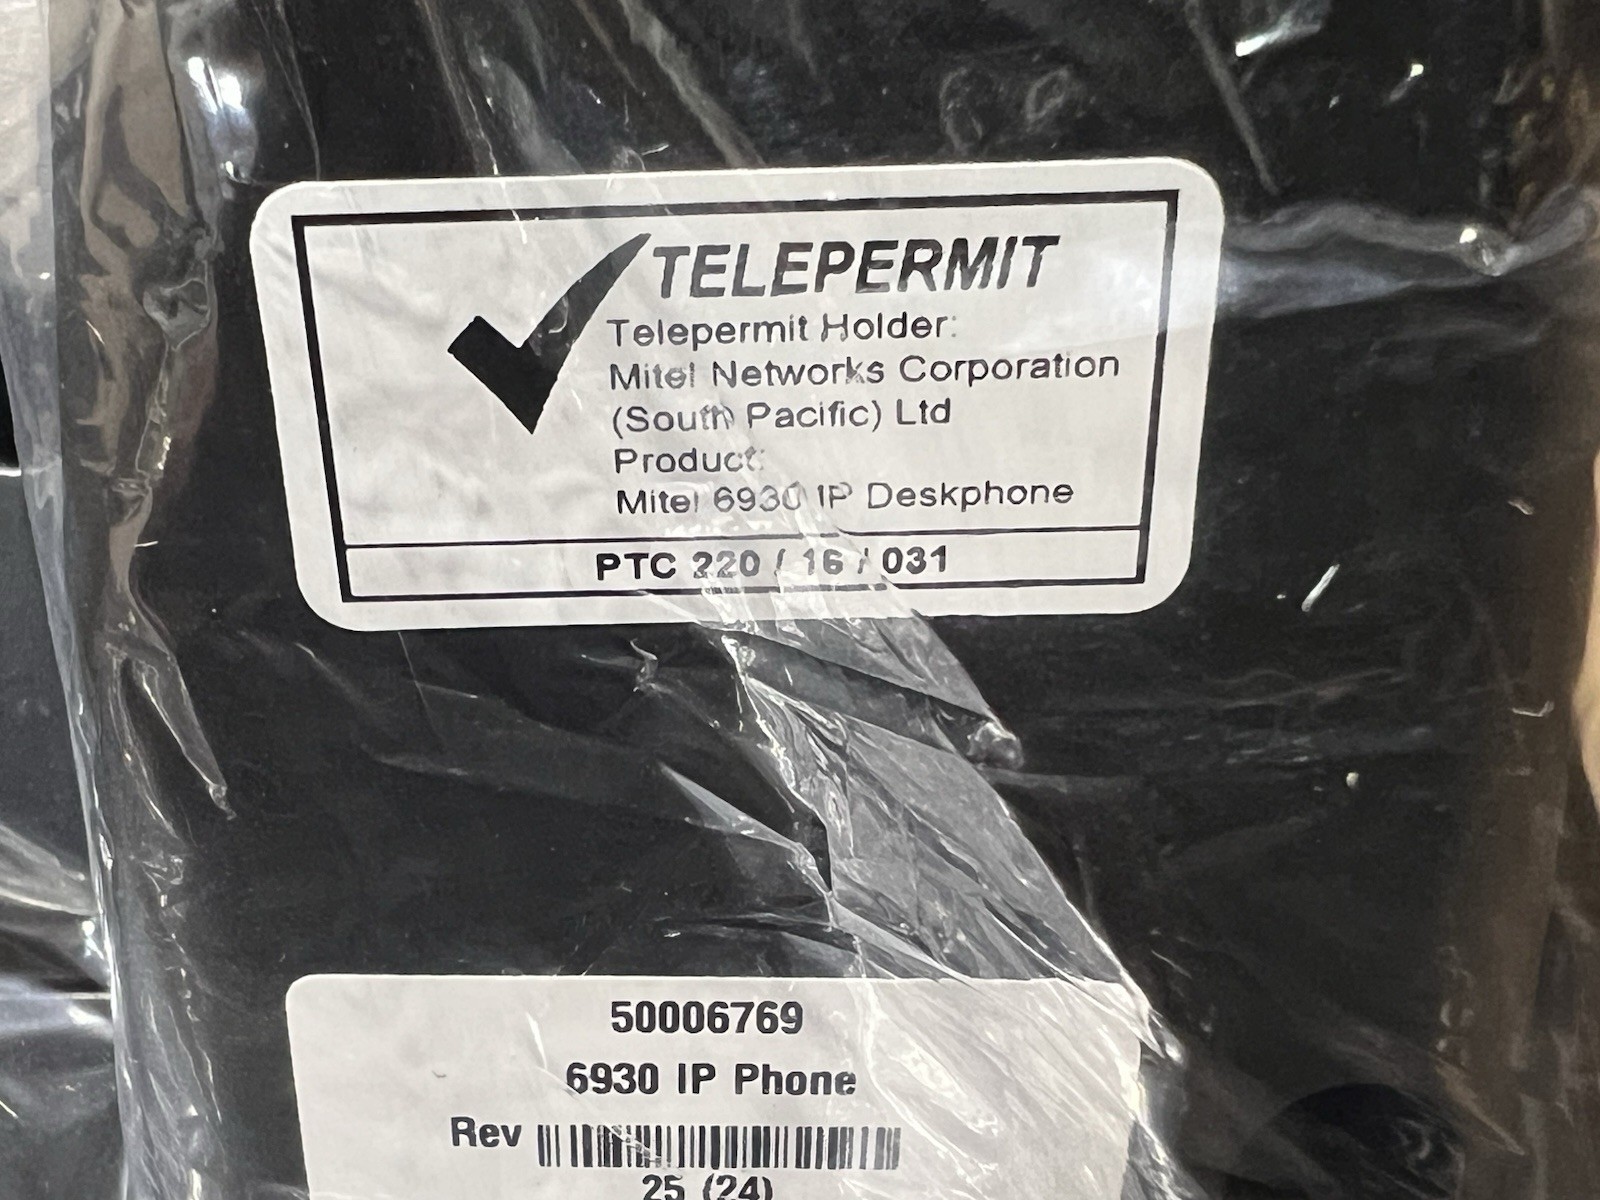 TELEPERMIT
Telepermit Holder:
Mitel Networks Corporation
(South Pacific) Ltd
Product:
Mitel 6930 IP Deskphone
PTC 220 / 16 / 031
50006769
6930 IP Phone
Rev
25 (24)